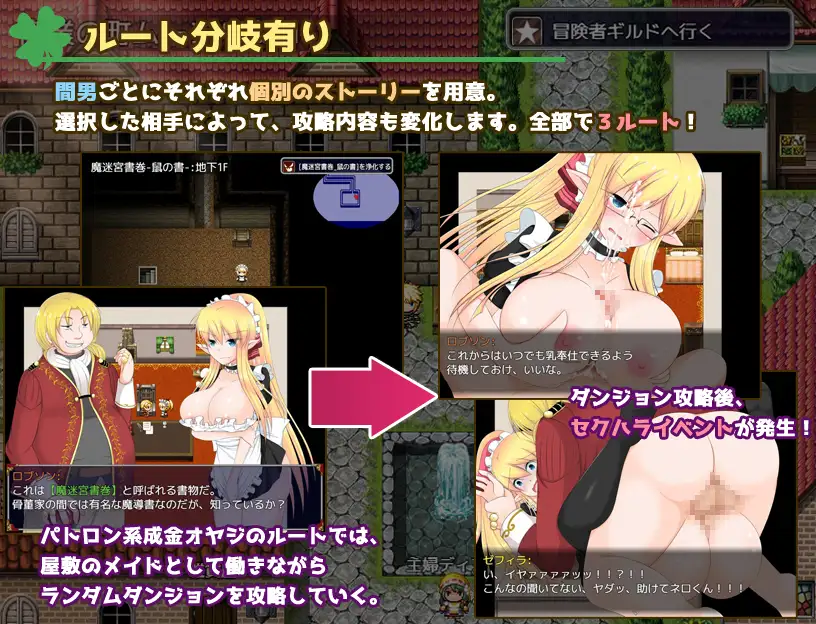 ルート分岐有り
冒険者ギルドへ行く
間男ごとにそれぞれ個別のストーリーを用意。
選択した相手によって、攻略内容も変化します。全部で3ルート！
魔迷宮書巻-鼠の書-:地下1F
[魔迷宮書巻_鼠の書]を浄化する
ロブソン:
これからはいつでも乳奉仕できるよう
待機しておけ、いいな。
ロブソン:
これは【魔迷宮書巻】と呼ばれる書物だ。
骨董家の間では有名な魔導書なのだが、知っているか？
ダンジョン攻略後、
セクハライベントが発生！
パトロン系成金オヤジのルートでは、
屋敷のメイドとして働きながら
ランダムダンジョンを攻略していく。
ゼフィラ:
い、イヤァァァァッッ！！？！！
こんなの聞いてない、ヤダッ、助けてネロくん！！！
主婦ディ